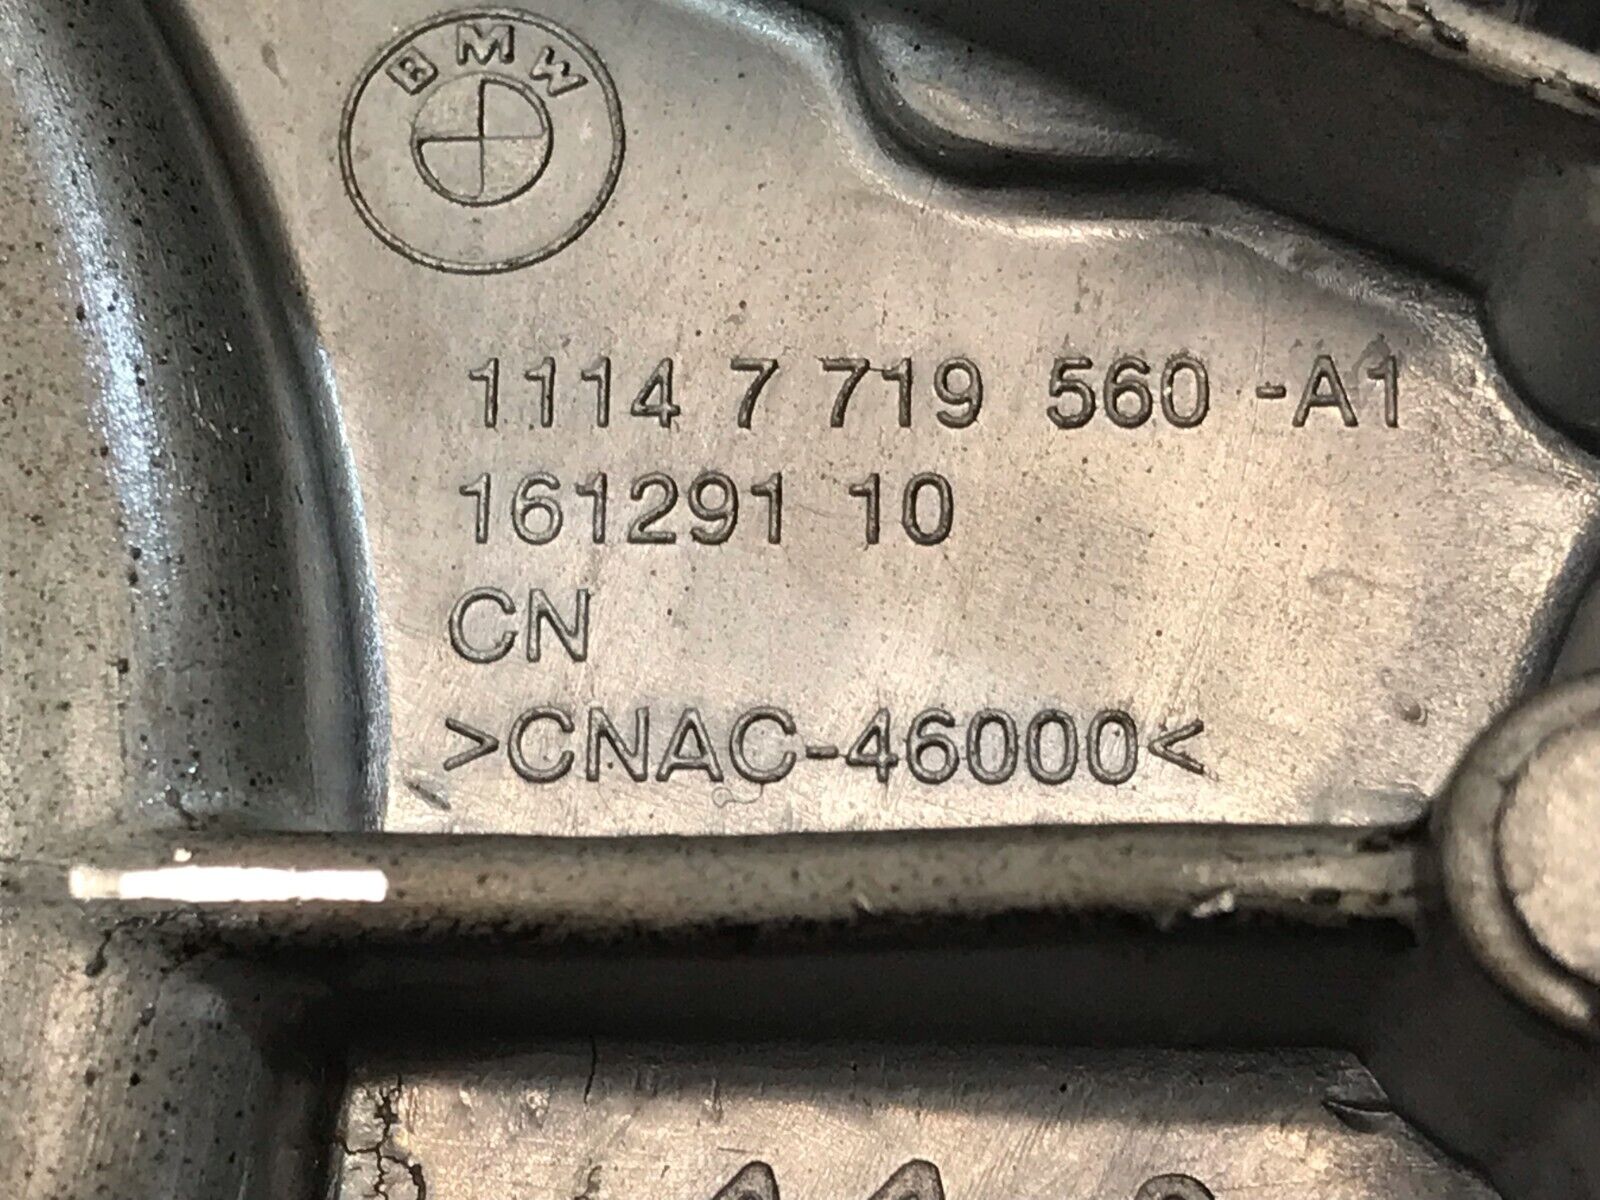 BMW
1114 7 719 560 -A1
161291 10
CN
>CNAC-46000<